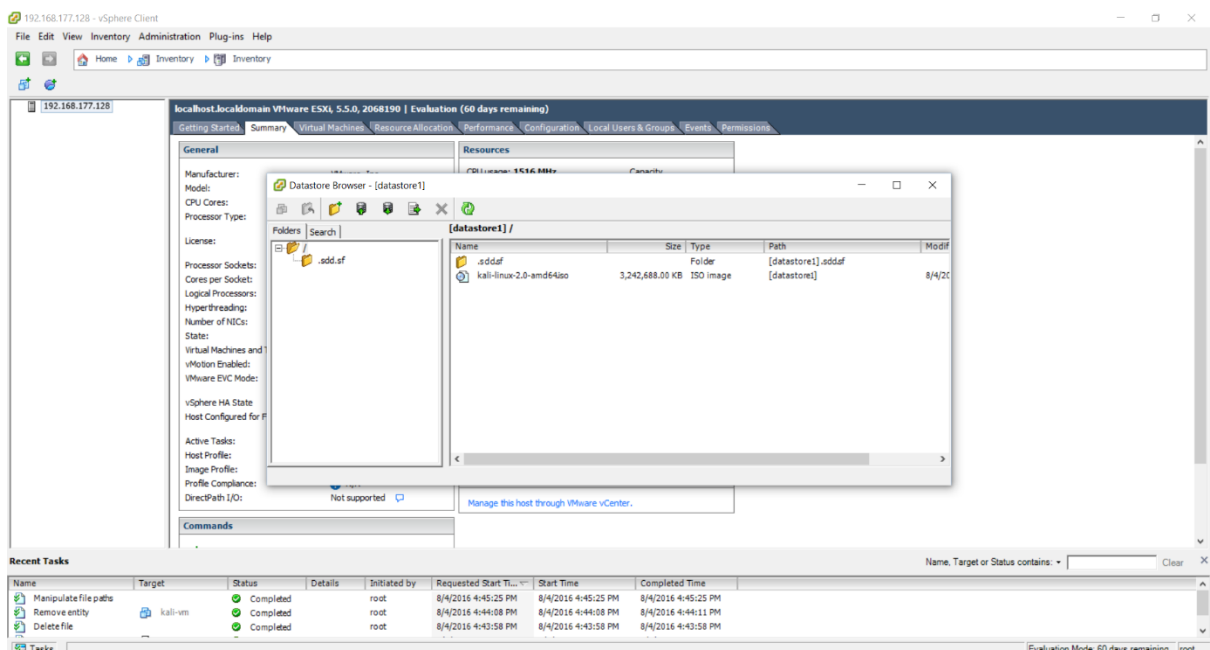 192.168.177.128 - vSphere Client
File Edit View Inventory Administration Plug-ins Help
Home Inventory Inventory
192.168.177.128
localhost.localdomain VMware ESXi, 5.5.0, 2068190 | Evaluation (60 days remaining)
Getting Started Summary Virtual Machines Resource Allocation Performance Configuration Local Users & Groups Events Permissions
General
Resources
Manufacturer:
CPU usage: 1516 MHz Capacity
Model:
CPU Cores:
Processor Type:
License:
Processor Sockets:
Cores per Socket:
Logical Processors:
Hyperthreading:
Number of NICs:
State:
Virtual Machines and
vMotion Enabled:
VMware EVC Mode:
vSphere HA State
Host Configured for
Active Tasks:
Host Profile:
Image Profile:
Profile Compliance:
DirectPath I/O: Not supported
Datastore Browser - [datastore1]
Folders Search
[datastore1] /
/
.sdd.sf
Name Size Type Path Modif
.sdd.sf Folder [datastore1] .sdd.sf
kali-linux-2.0-amd64.iso 3,242,688.00 KB ISO image [datastore1] 8/4/20
Manage this host through VMware vCenter.
Commands
Recent Tasks
Name, Target or Status contains: Clear
Name Target Status Details Initiated by Requested Start Ti... Start Time Completed Time
Manipulate file paths Completed root 8/4/2016 4:45:25 PM 8/4/2016 4:45:25 PM 8/4/2016 4:45:25 PM
Remove entity kali-vm Completed root 8/4/2016 4:44:08 PM 8/4/2016 4:44:08 PM 8/4/2016 4:44:11 PM
Delete file Completed root 8/4/2016 4:43:58 PM 8/4/2016 4:43:58 PM 8/4/2016 4:43:58 PM
Tasks Evaluation Mode: 60 days remaining root